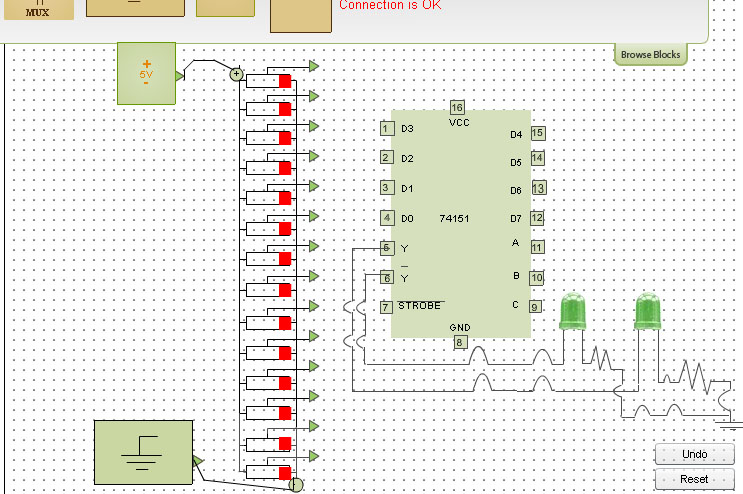 MUX
Connection is OK
Browse Blocks
+
5V
-
+
16
VCC
1 D3
D4 15
2 D2
D5 14
3 D1
D6 13
4 D0
74151
D7 12
5 Y
A 11
6 Y
B 10
7 STROBE
C 9
GND
8
Undo
Reset